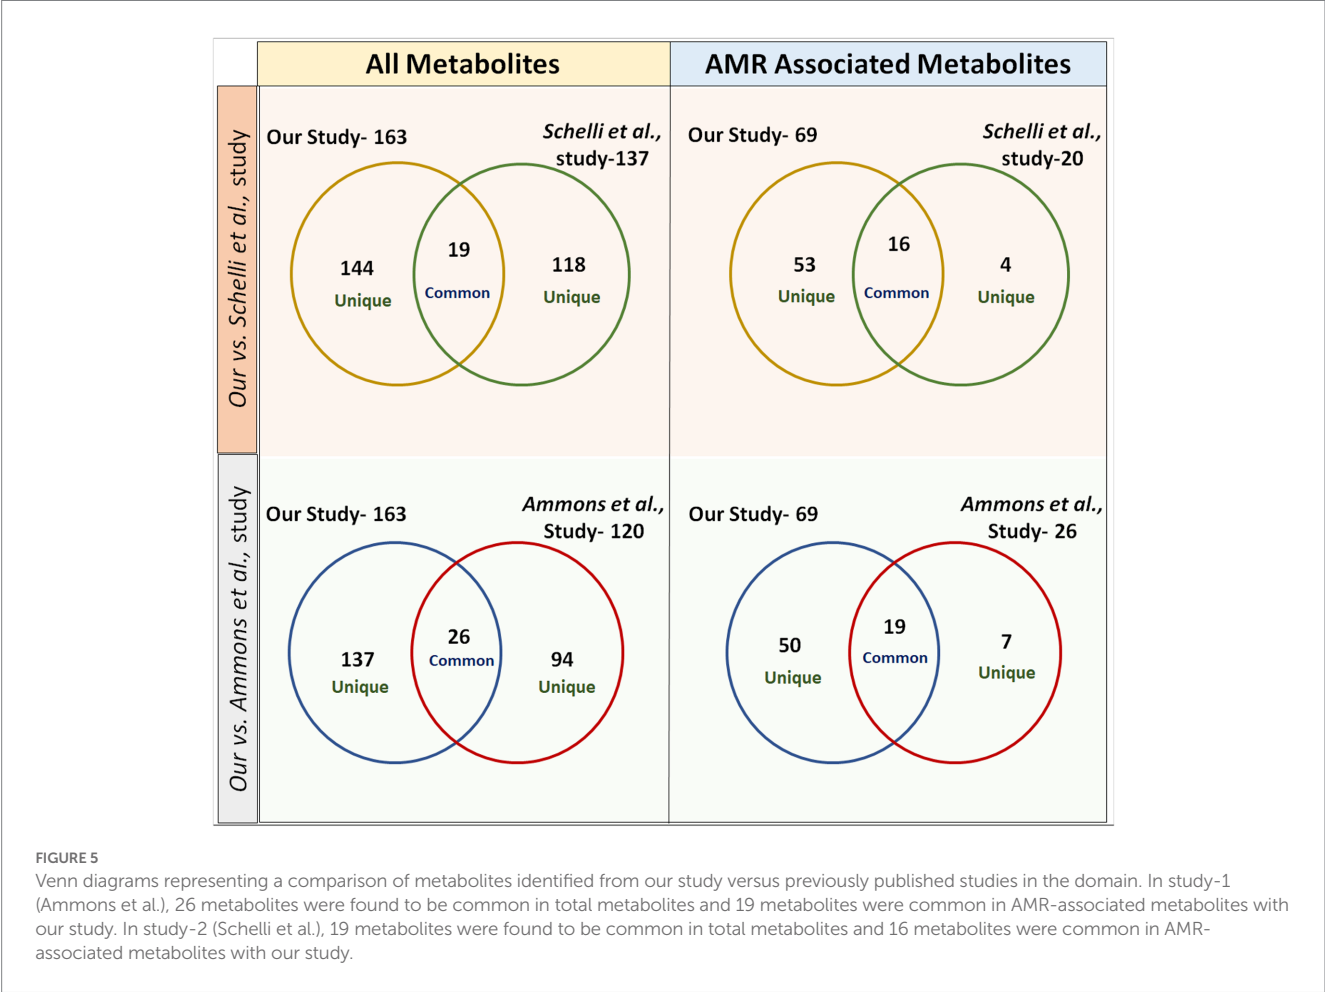 All Metabolites
AMR Associated Metabolites
Our vs. Schelli et al., study
Our Study- 163
Schelli et al.,
study-137
144
Unique
19
Common
118
Unique
Our Study- 69
Schelli et al.,
study-20
53
Unique
16
Common
4
Unique
Our vs. Ammons et al., study
Our Study- 163
Ammons et al.,
Study- 120
137
Unique
26
Common
94
Unique
Our Study- 69
Ammons et al.,
Study- 26
50
Unique
19
Common
7
Unique
FIGURE 5
Venn diagrams representing a comparison of metabolites identified from our study versus previously published studies in the domain. In study-1
(Ammons et al.), 26 metabolites were found to be common in total metabolites and 19 metabolites were common in AMR-associated metabolites with
our study. In study-2 (Schelli et al.), 19 metabolites were found to be common in total metabolites and 16 metabolites were common in AMR-
associated metabolites with our study.